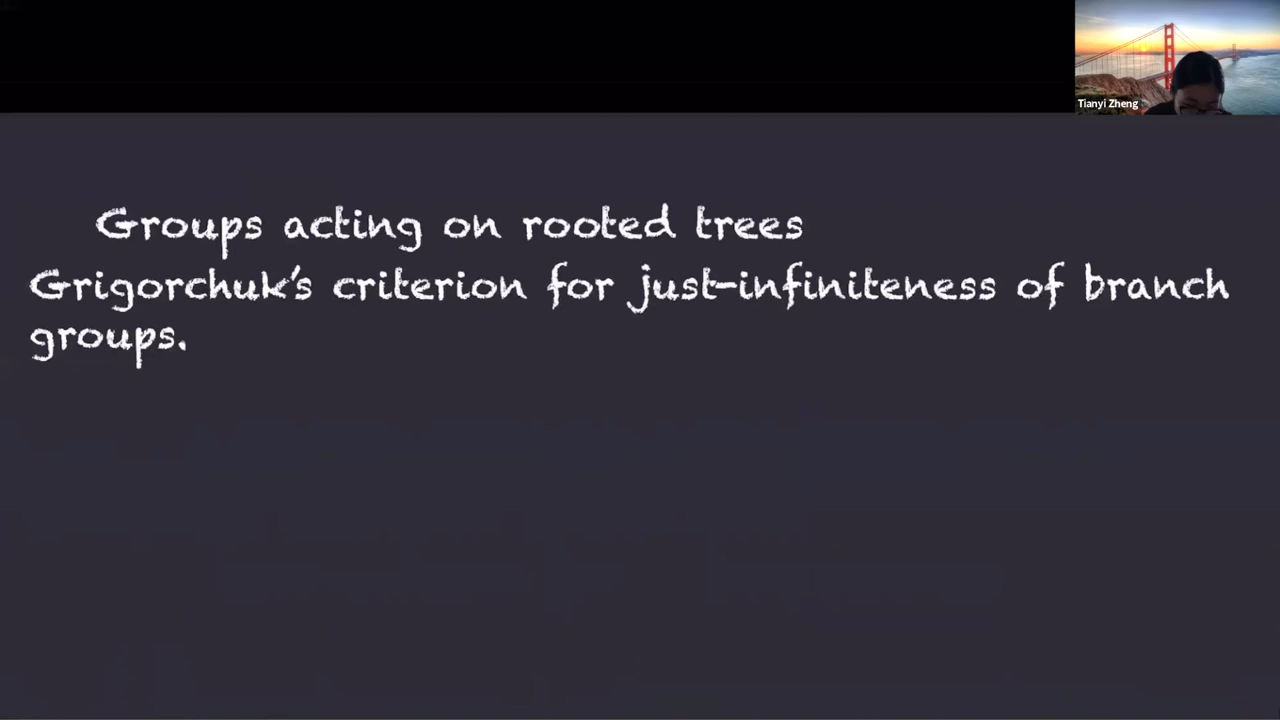 Tianyi Zheng
Groups acting on rooted trees
Grigorchuk's criterion for just-infiniteness of branch
groups.